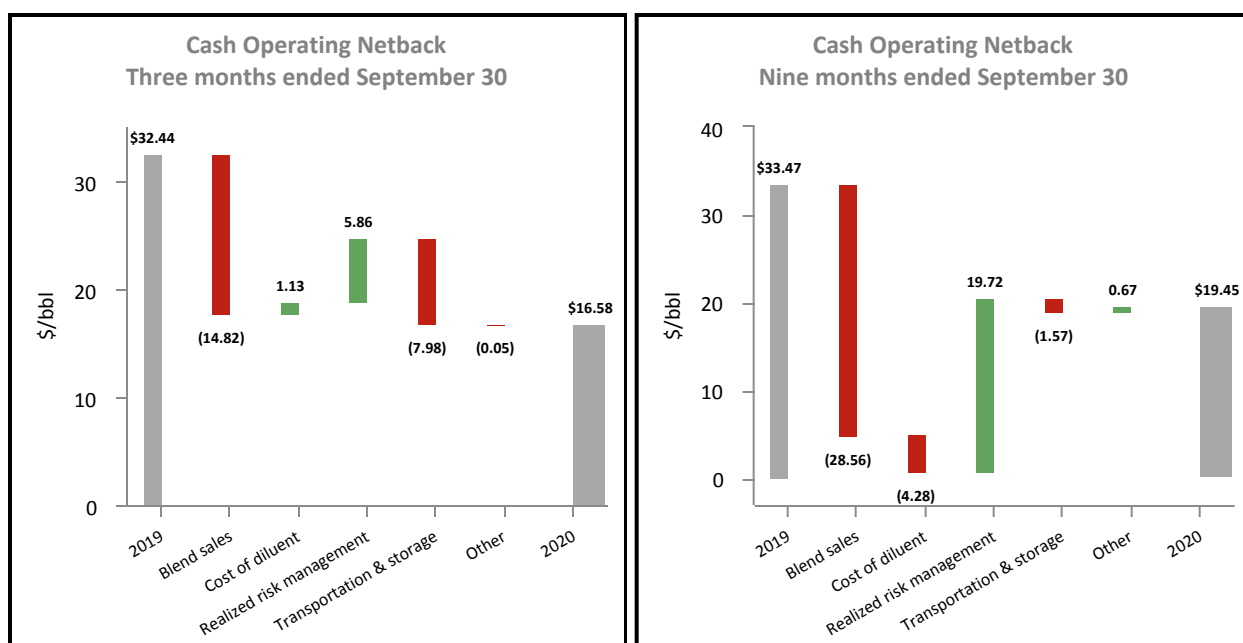 Cash Operating Netback
Three months ended September 30
$/bbl
30
20
10
0
$32.44
(14.82)
1.13
5.86
(7.98)
(0.05)
$16.58
2019
Blend sales
Cost of diluent
Realized risk management
Transportation & storage
Other
2020
Cash Operating Netback
Nine months ended September 30
$/bbl
40
30
20
10
0
$33.47
(28.56)
(4.28)
19.72
(1.57)
0.67
$19.45
2019
Blend sales
Cost of diluent
Realized risk management
Transportation & storage
Other
2020